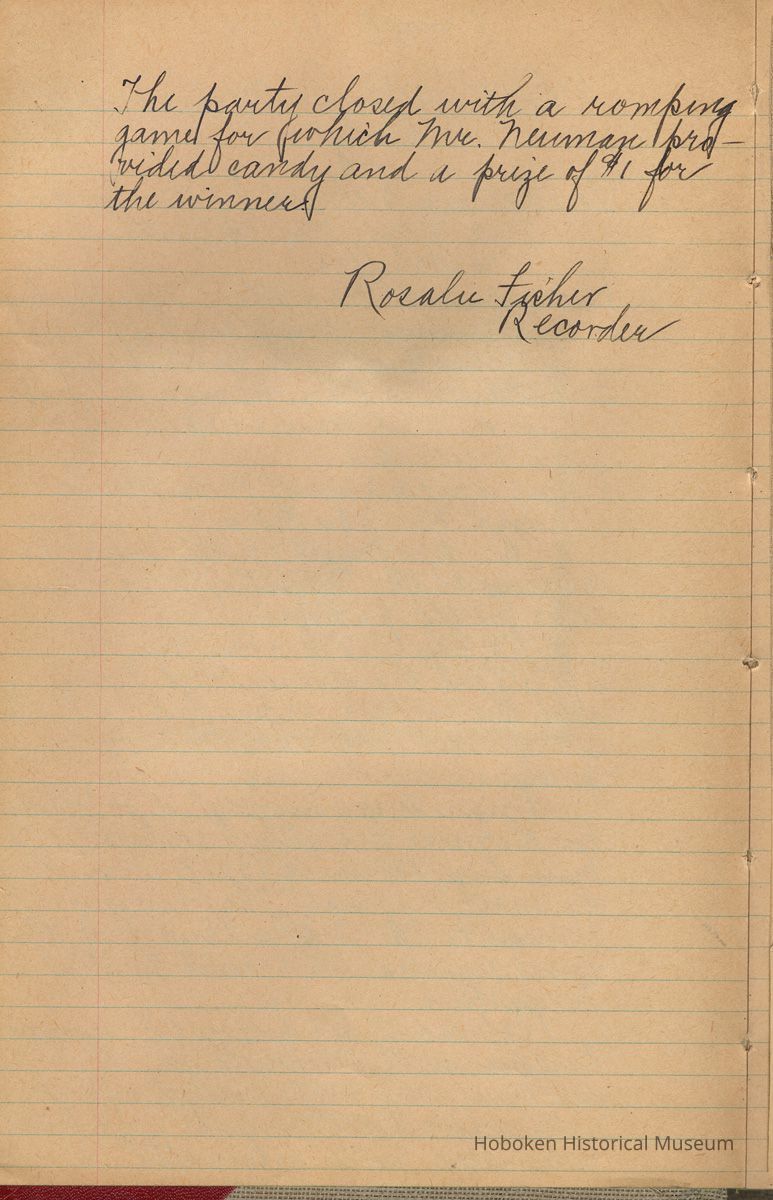 The party closed with a romping
game for which Mr. Neuman pro-
vided candy and a prize of $1 for
the winner.
Rosalie Fisher
Recorder
Hoboken Historical Museum